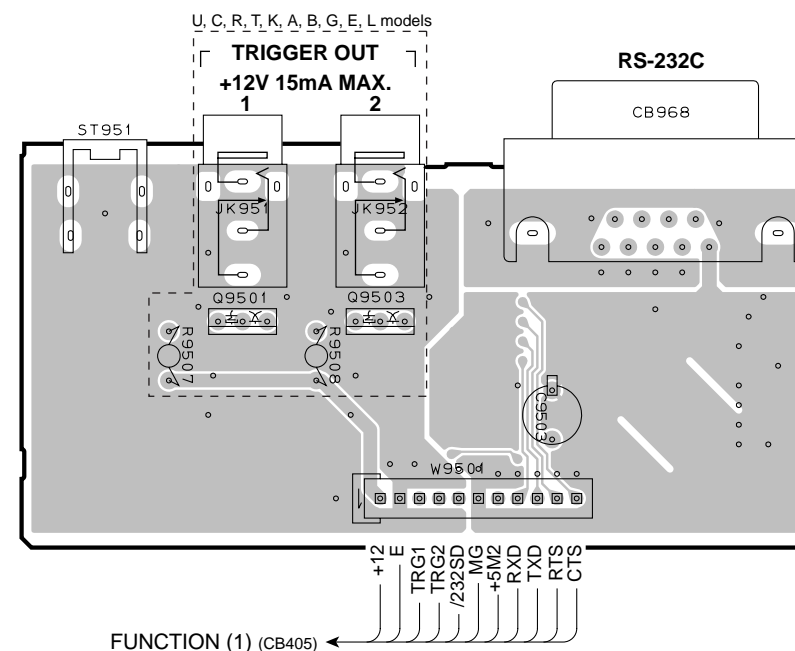 U, C, R, T, K, A, B, G, E, L models
TRIGGER OUT
+12V 15mA MAX.
1 2
RS-232C
CB968
ST951
JK951
JK952
Q9501
Q9503
R9507
R9508
C9503
W9501
+12
E
TRG1
TRG2
/232SD
MG
+5M2
RXD
TXD
RTS
CTS
FUNCTION (1) (CB405)